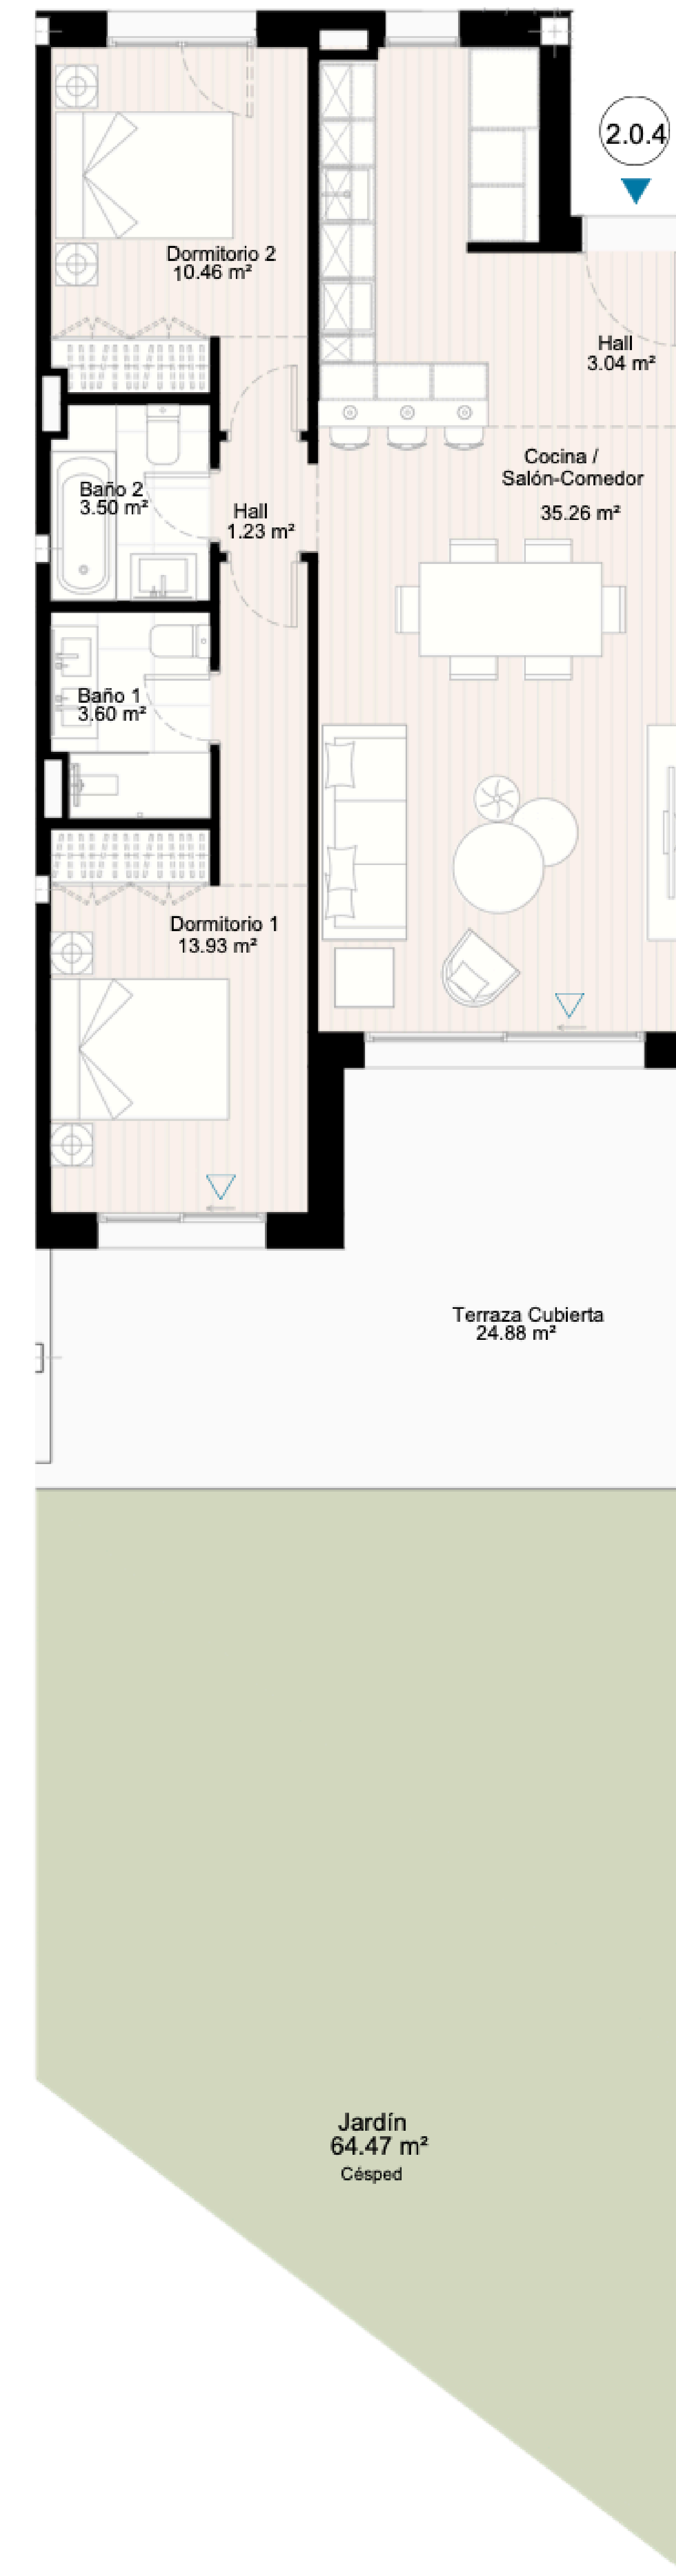 2.0.4
Dormitorio 2
10.46 m²
Hall
3.04 m²
Cocina /
Salón-Comedor
35.26 m²
Baño 2
3.50 m²
Hall
1.23 m²
Baño 1
3.60 m²
Dormitorio 1
13.93 m²
Terraza Cubierta
24.88 m²
Jardín
64.47 m²
Césped